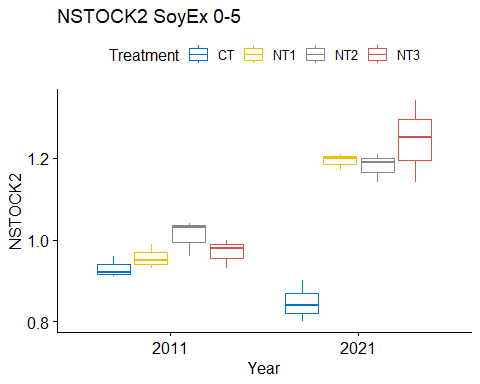 NSTOCK2 SoyEx 0-5
Treatment CT NT1 NT2 NT3
1.2
1.0
0.8
NSTOCK2
2011 2021
Year